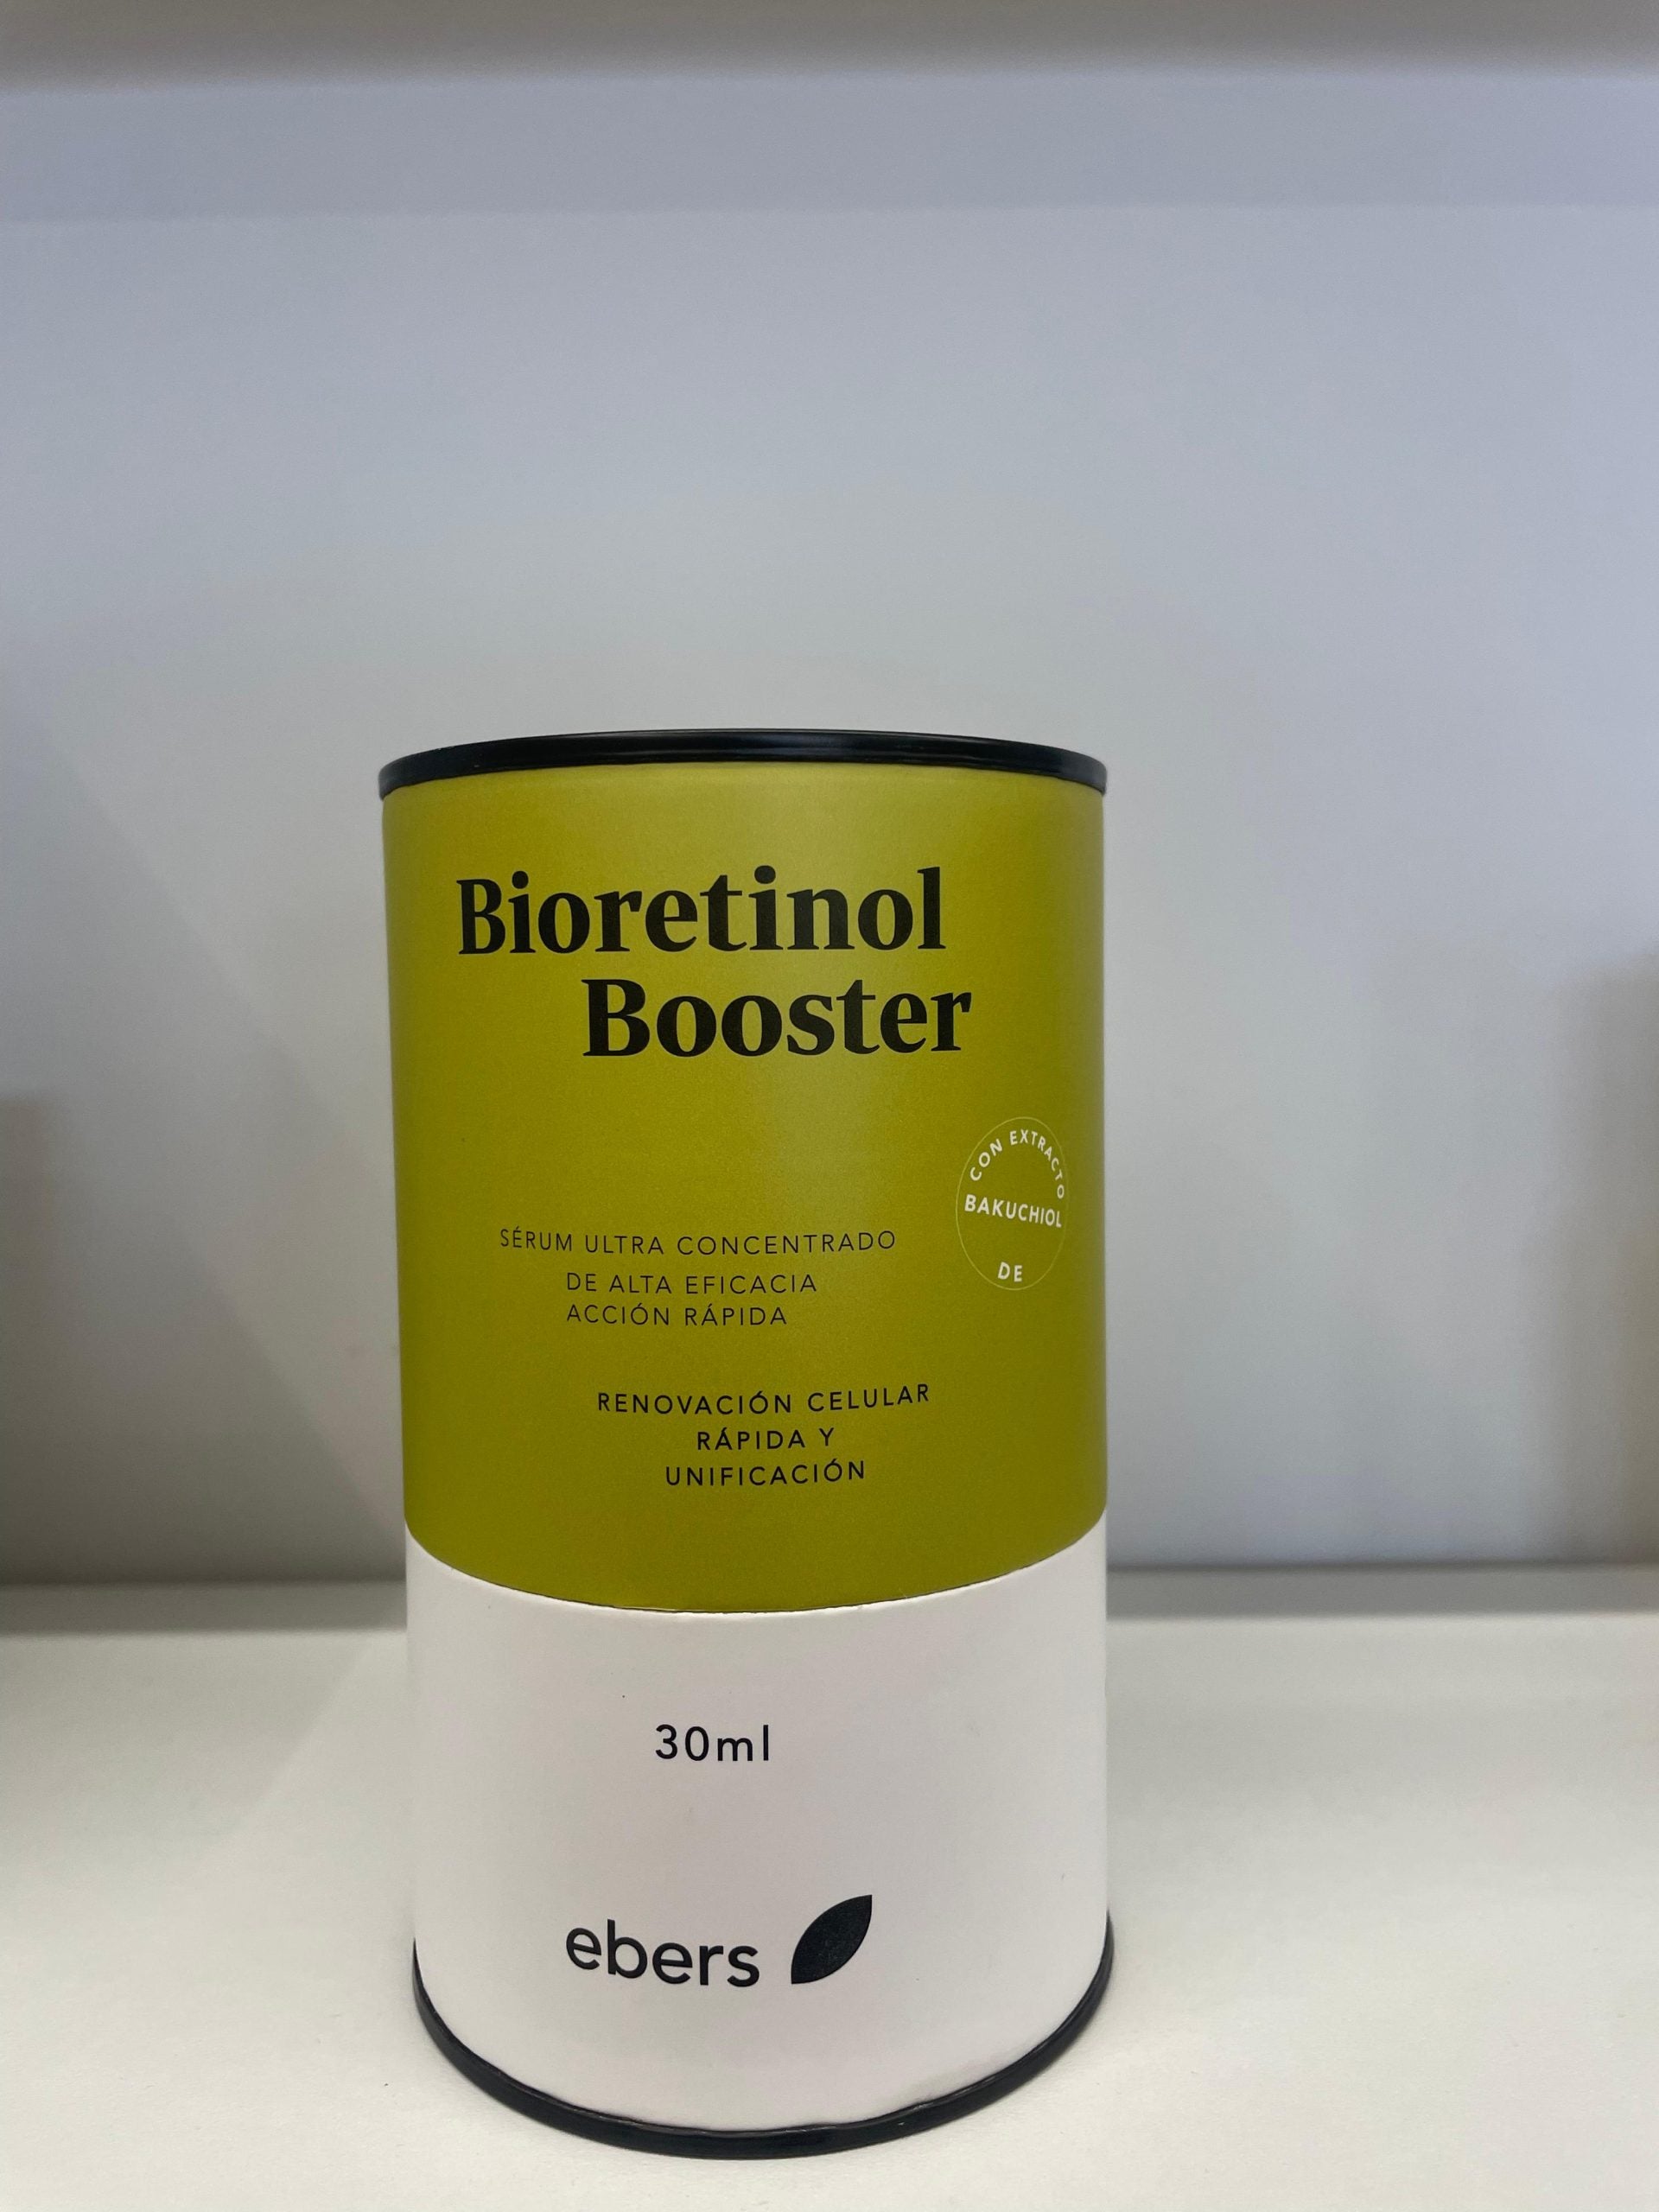 Bioretinol
Booster
CON EXTRACTO
BAKUCHIOL
DE
SÉRUM ULTRA CONCENTRADO
DE ALTA EFICACIA
ACCIÓN RÁPIDA
RENOVACIÓN CELULAR
RÁPIDA Y
UNIFICACIÓN
30ml
ebers